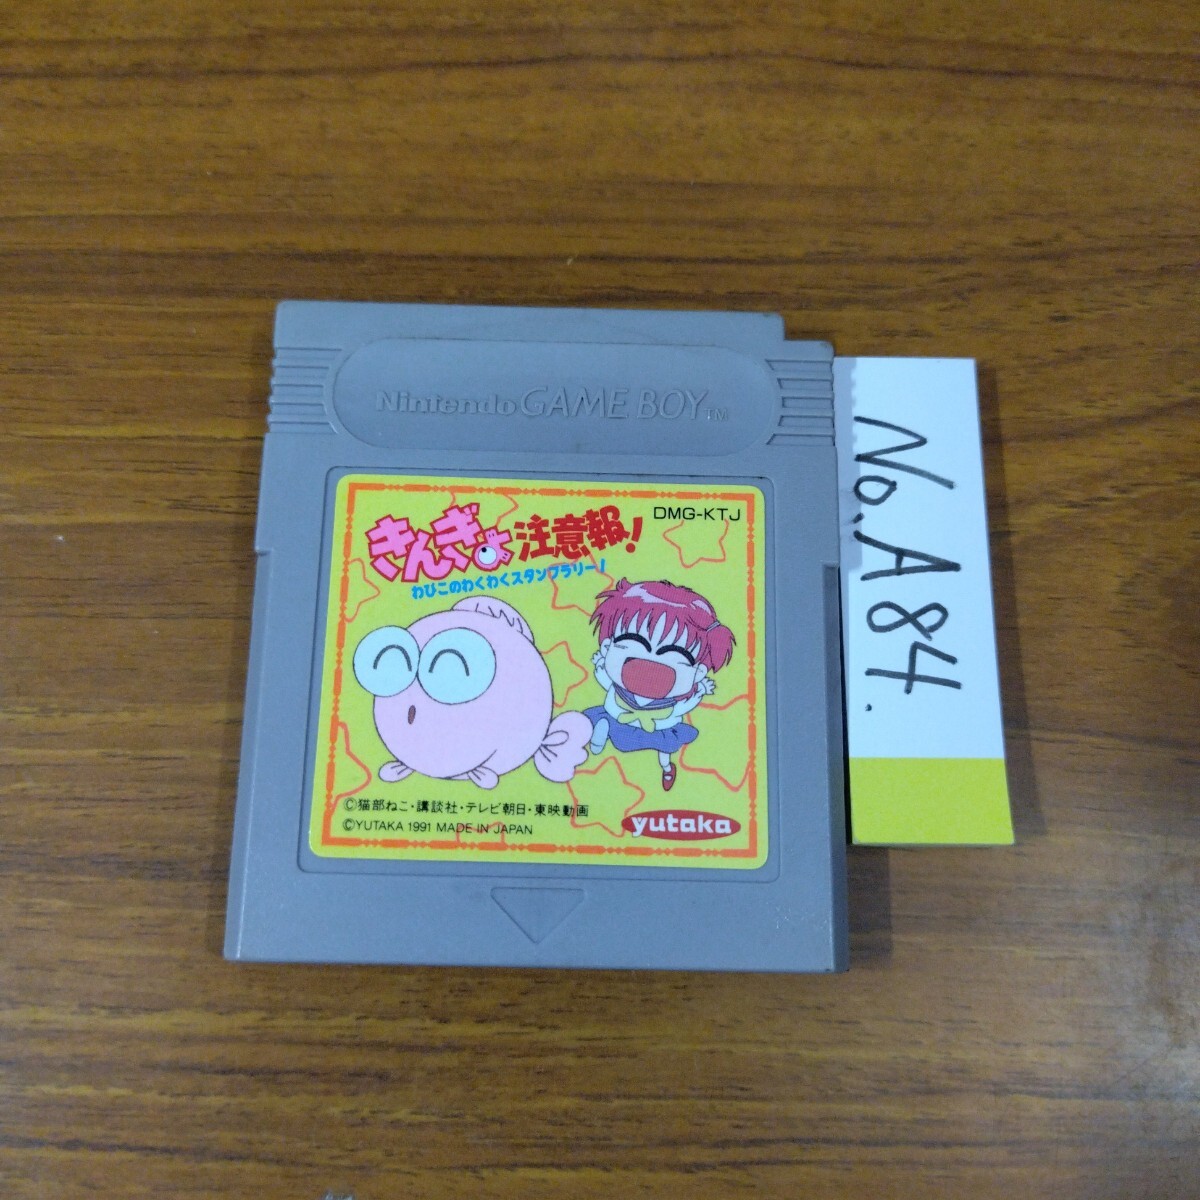 Nintendo GAME BOY TM
DMG-KTJ
きんぎょ注意報!
わぴこのわくわくスタンプラリー!
©猫部ねこ・講談社・テレビ朝日・東映動画
©YUTAKA 1991 MADE IN JAPAN
yutaka
No.A84.